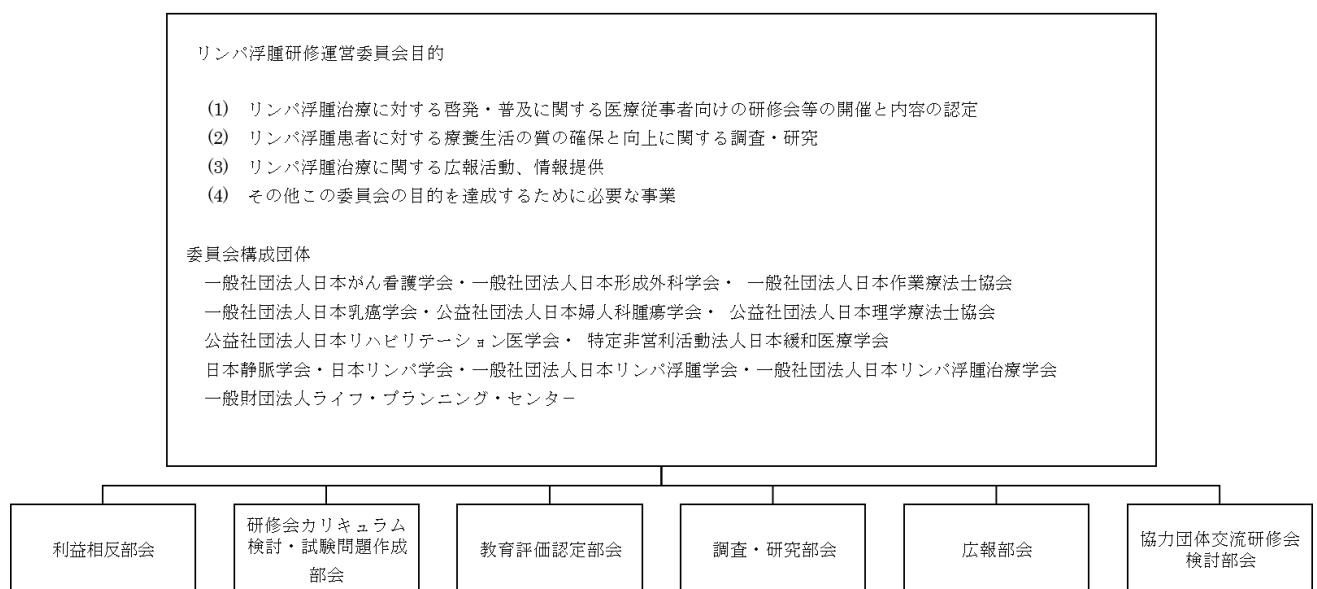 リンパ浮腫研修運営委員会目的
(1) リンパ浮腫治療に対する啓発・普及に関する医療従事者向けの研修会等の開催と内容の認定
(2) リンパ浮腫患者に対する療養生活の質の確保と向上に関する調査・研究
(3) リンパ浮腫治療に関する広報活動、情報提供
(4) その他この委員会の目的を達成するために必要な事業
委員会構成団体
一般社団法人日本がん看護学会・一般社団法人日本形成外科学会・ 一般社団法人日本作業療法士協会
一般社団法人日本乳癌学会・公益社団法人日本婦人科腫瘍学会・ 公益社団法人日本理学療法士協会
公益社団法人日本リハビリテーション医学会・ 特定非営利活動法人日本緩和医療学会
日本静脈学会・日本リンパ学会・一般社団法人日本リンパ浮腫学会・一般社団法人日本リンパ浮腫治療学会
一般財団法人ライフ・プランニング・センター
利益相反部会
研修会カリキュラム
検討・試験問題作成
部会
教育評価認定部会
調査・研究部会
広報部会
協力団体交流研修会
検討部会